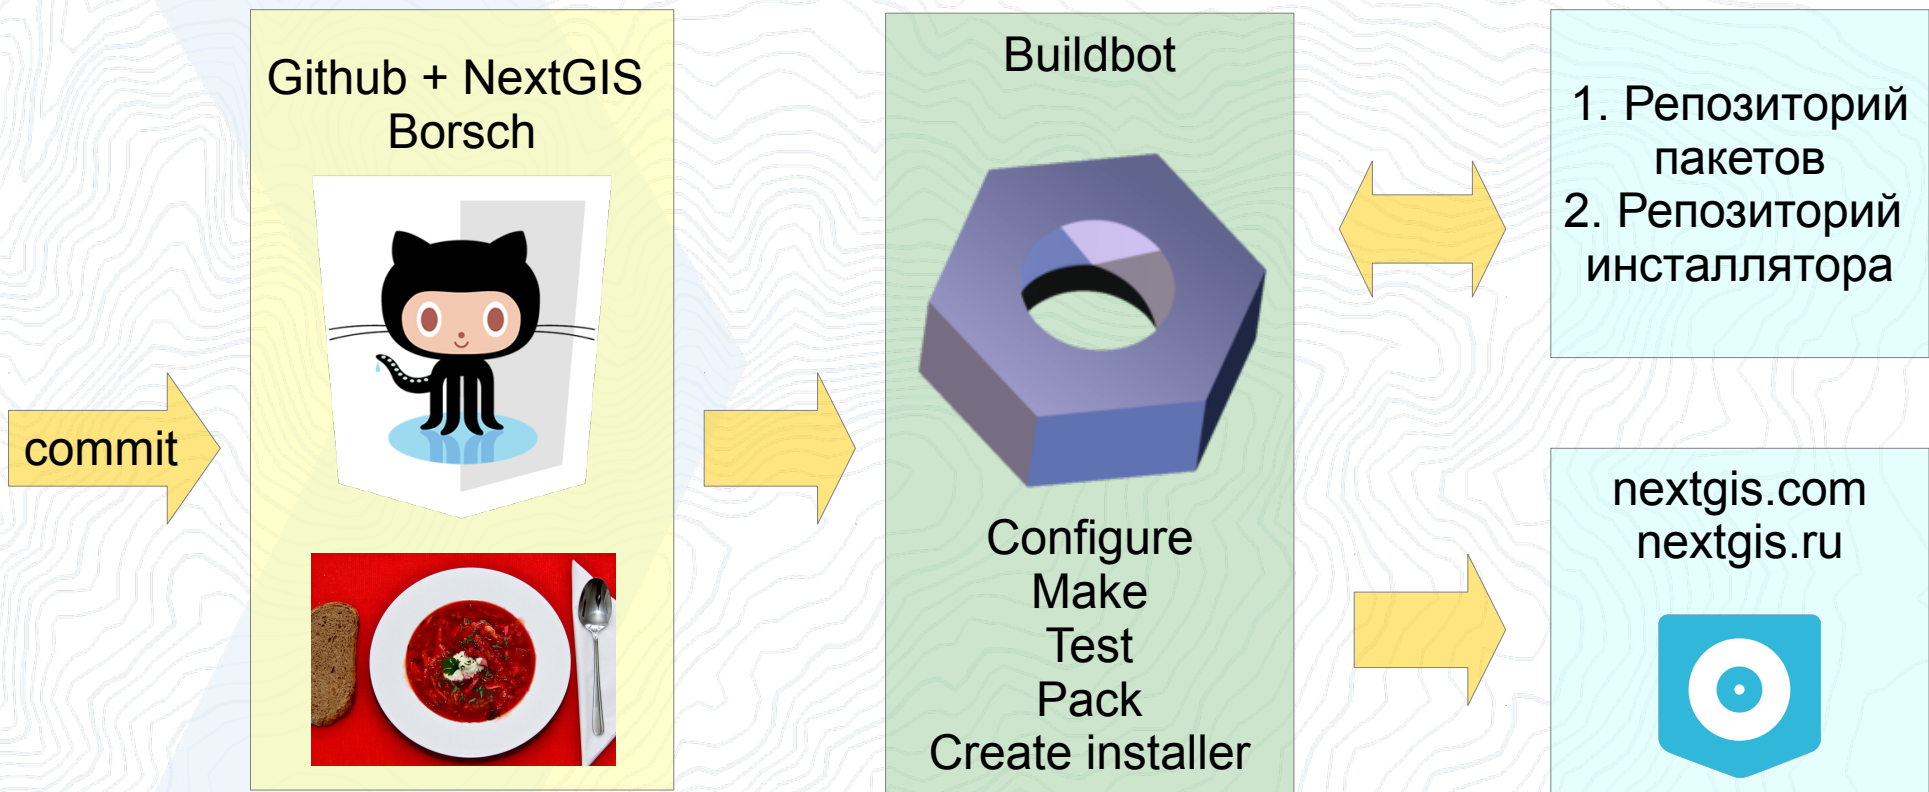 commit
Github + NextGIS
Borsch
Buildbot
Configure
Make
Test
Pack
Create installer
1. Репозиторий
пакетов
2. Репозиторий
инсталлятора
nextgis.com
nextgis.ru